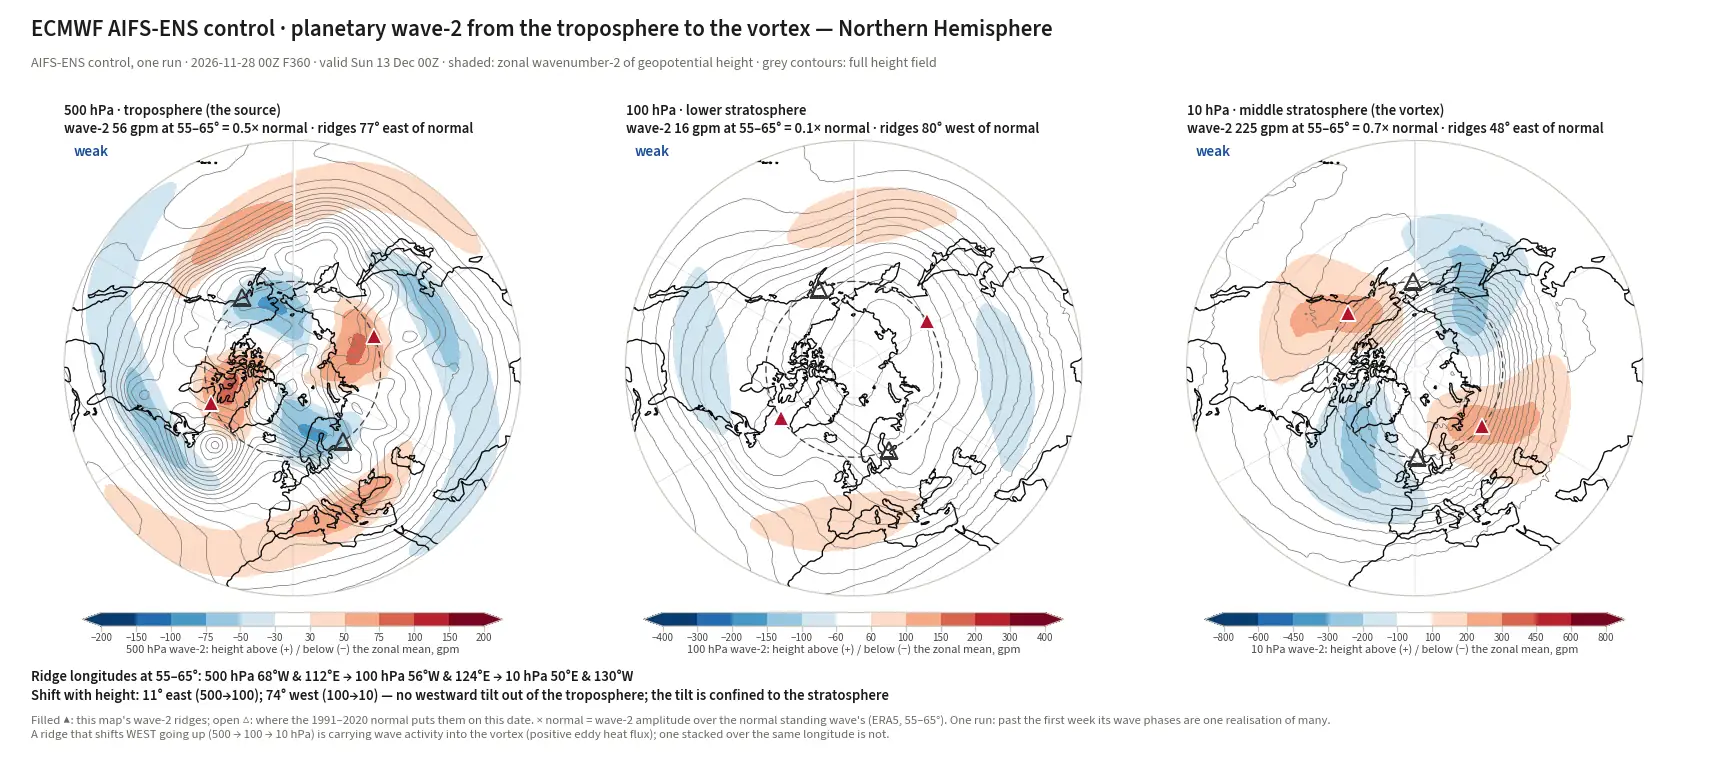 ECMWF AIFS-ENS control · planetary wave-2 from the troposphere to the vortex — Northern Hemisphere
AIFS-ENS control, one run · 2026-11-28 00Z F360 · valid Sun 13 Dec 00Z · shaded: zonal wavenumber-2 of geopotential height · grey contours: full height field
500 hPa · troposphere (the source)
wave-2 56 gpm at 55–65° = 0.5× normal · ridges 77° east of normal
weak
100 hPa · lower stratosphere
wave-2 16 gpm at 55–65° = 0.1× normal · ridges 80° west of normal
weak
10 hPa · middle stratosphere (the vortex)
wave-2 225 gpm at 55–65° = 0.7× normal · ridges 48° east of normal
weak
−200 −150 −100 −75 −50 −30 30 50 75 100 150 200
500 hPa wave-2: height above (+) / below (−) the zonal mean, gpm
−400 −300 −200 −150 −100 −60 60 100 150 200 300 400
100 hPa wave-2: height above (+) / below (−) the zonal mean, gpm
−800 −600 −450 −300 −200 −100 100 200 300 450 600 800
10 hPa wave-2: height above (+) / below (−) the zonal mean, gpm
Ridge longitudes at 55–65°: 500 hPa 68°W & 112°E → 100 hPa 56°W & 124°E → 10 hPa 50°E & 130°W
Shift with height: 11° east (500→100); 74° west (100→10) — no westward tilt out of the troposphere; the tilt is confined to the stratosphere
Filled ▲: this map's wave-2 ridges; open △: where the 1991–2020 normal puts them on this date. × normal = wave-2 amplitude over the normal standing wave's (ERA5, 55–65°). One run: past the first week its wave phases are one realisation of many.
A ridge that shifts WEST going up (500 → 100 → 10 hPa) is carrying wave activity into the vortex (positive eddy heat flux); one stacked over the same longitude is not.